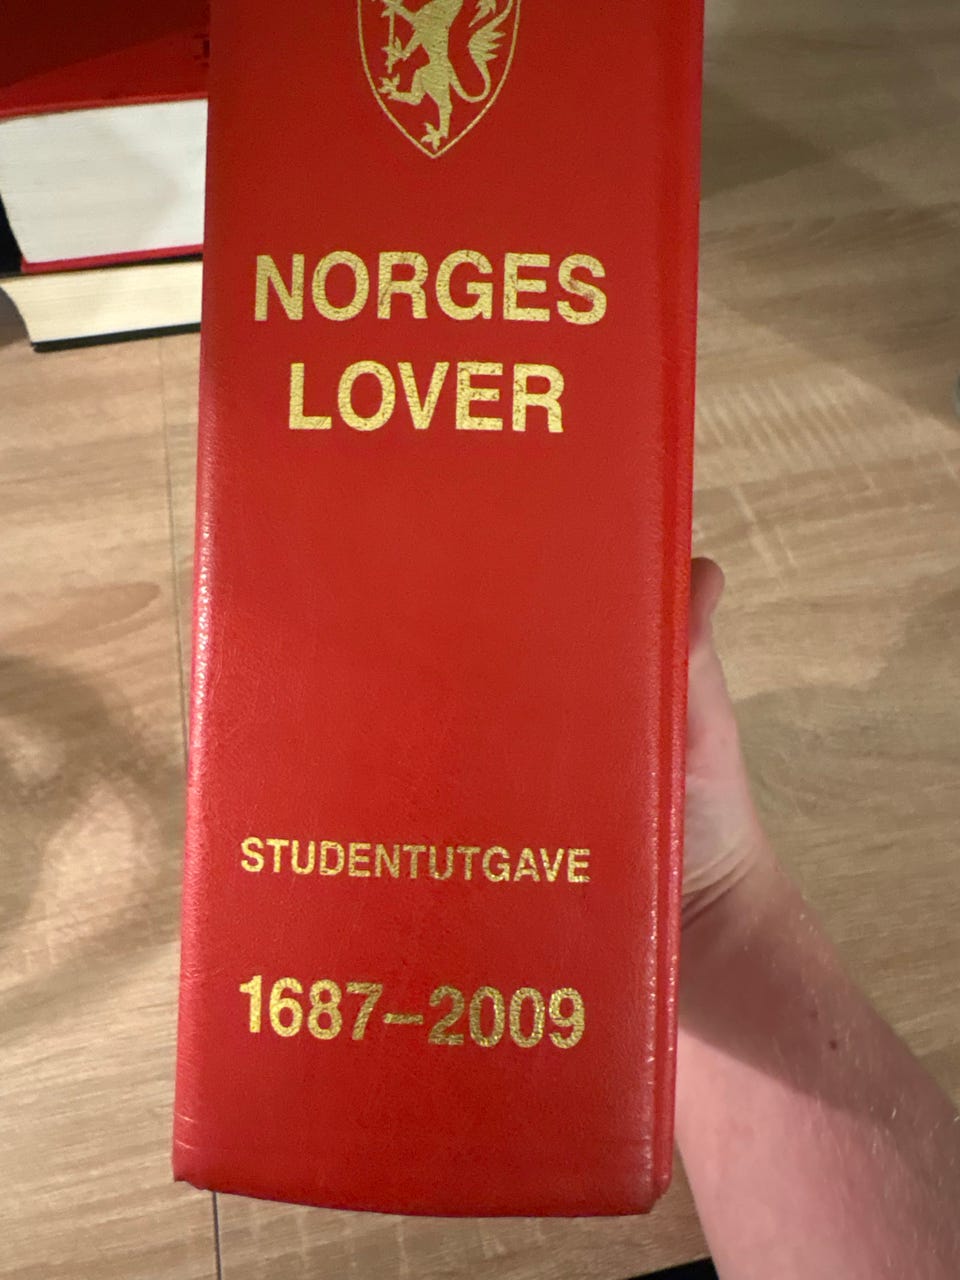 NORGES
LOVER
STUDENTUTGAVE
1687–2009